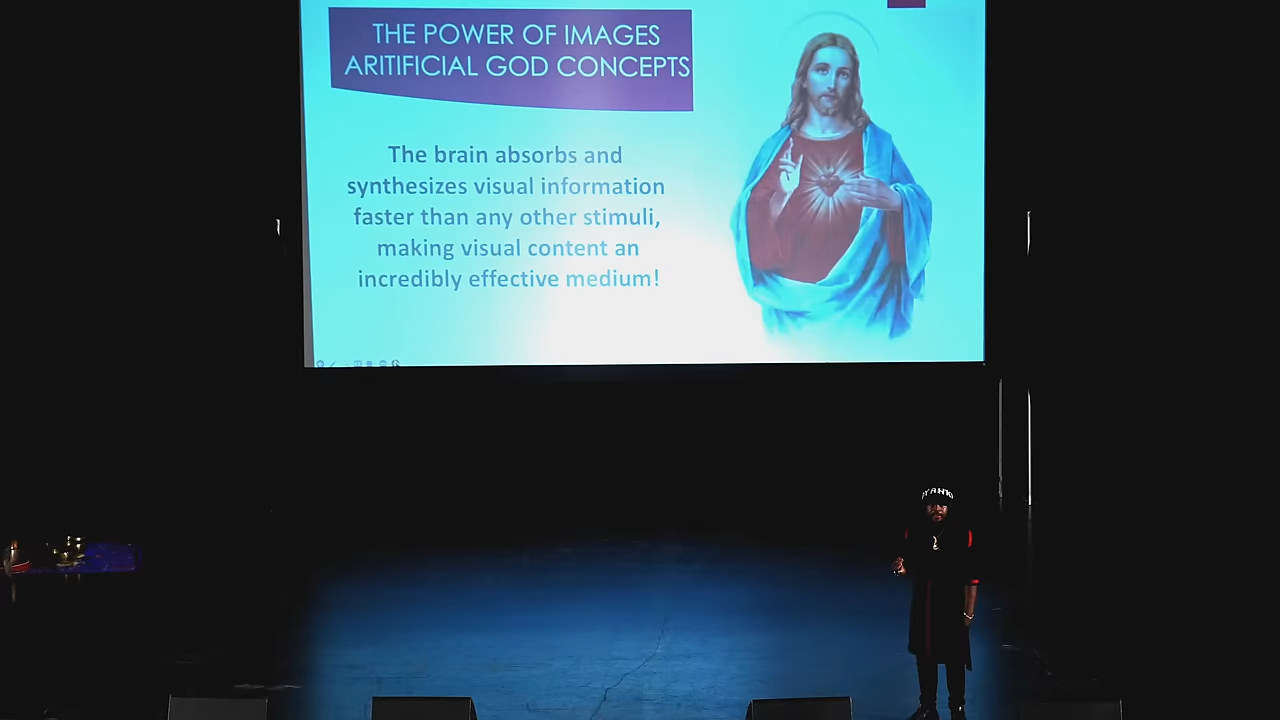 THE POWER OF IMAGES
ARITIFICIAL GOD CONCEPTS
The brain absorbs and
synthesizes visual information
faster than any other stimuli,
making visual content an
incredibly effective medium!